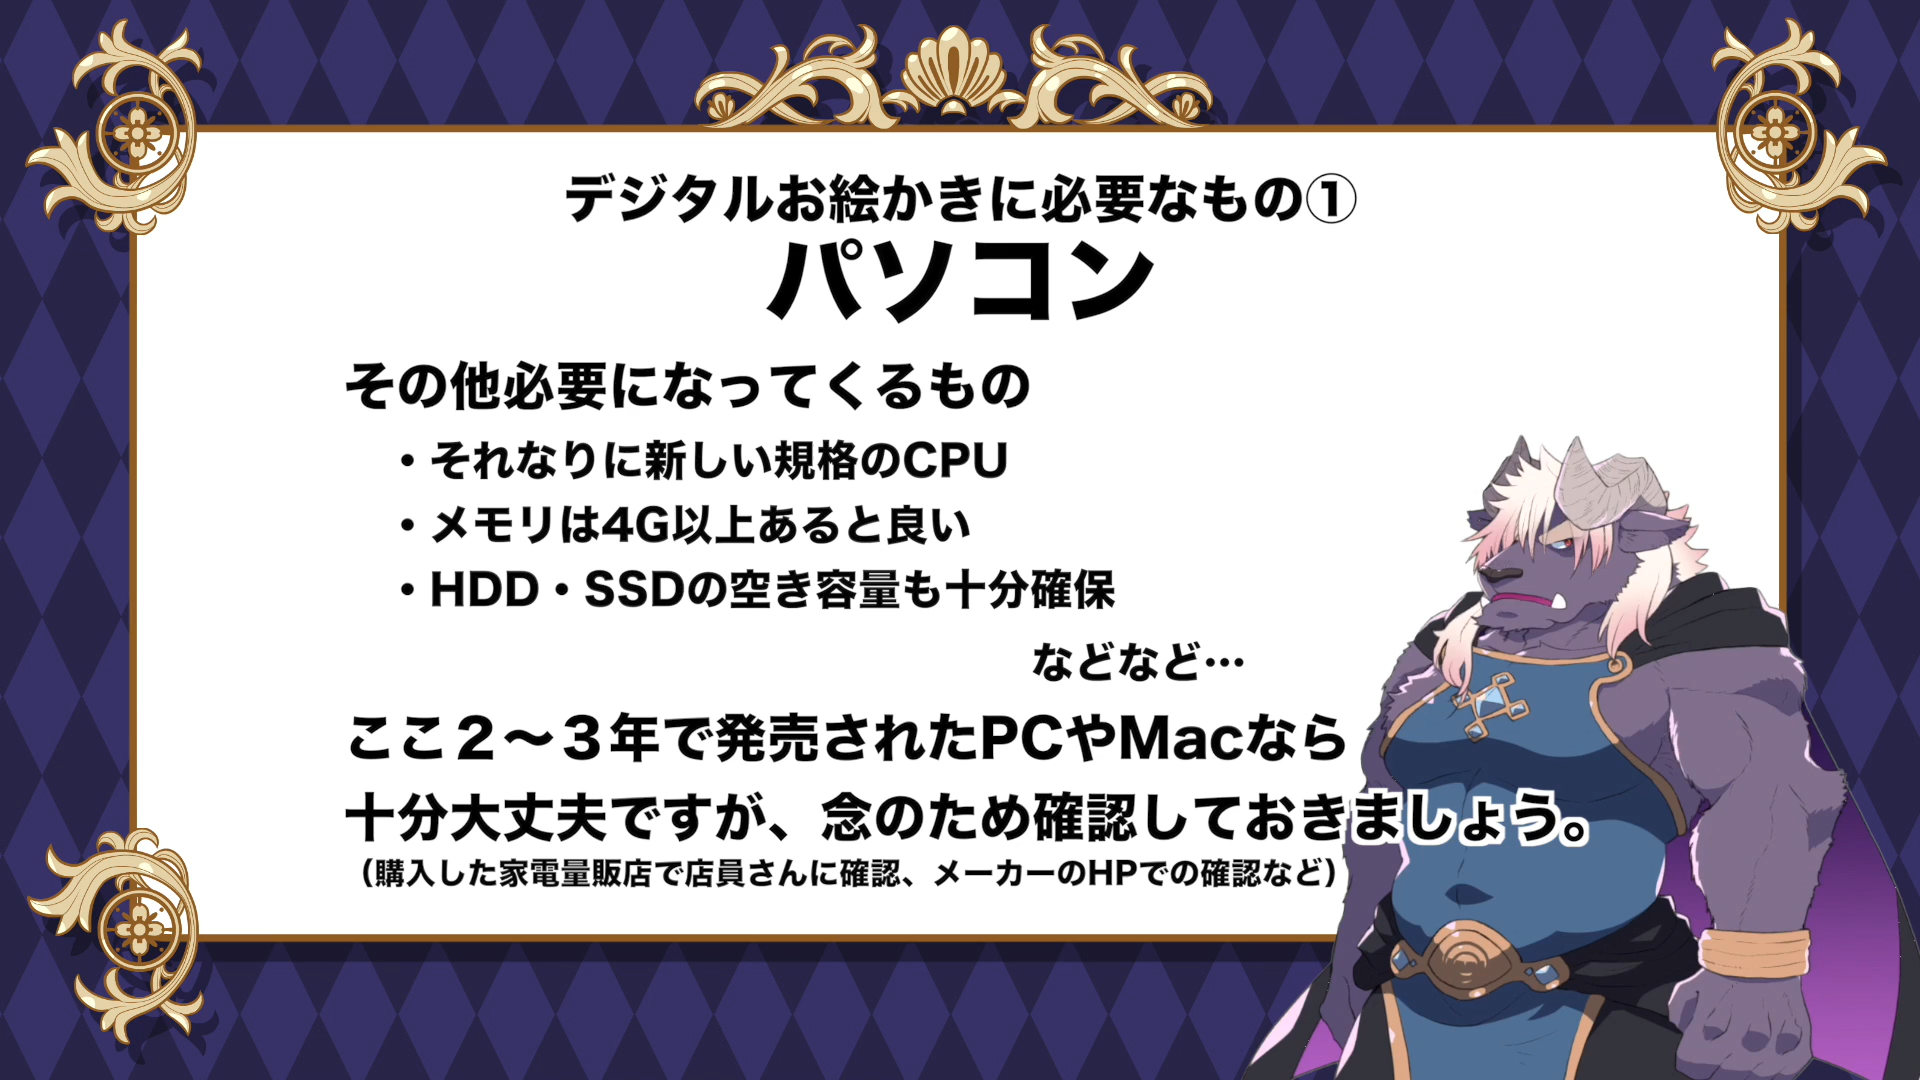 デジタルお絵かきに必要なもの①
パソコン
その他必要になってくるもの
・それなりに新しい規格のCPU
・メモリは4G以上あると良い
・HDD・SSDの空き容量も十分確保
などなど…
ここ２〜３年で発売されたPCやMacなら
十分大丈夫ですが、念のため確認しておきましょう。
（購入した家電量販店で店員さんに確認、メーカーのHPでの確認など）